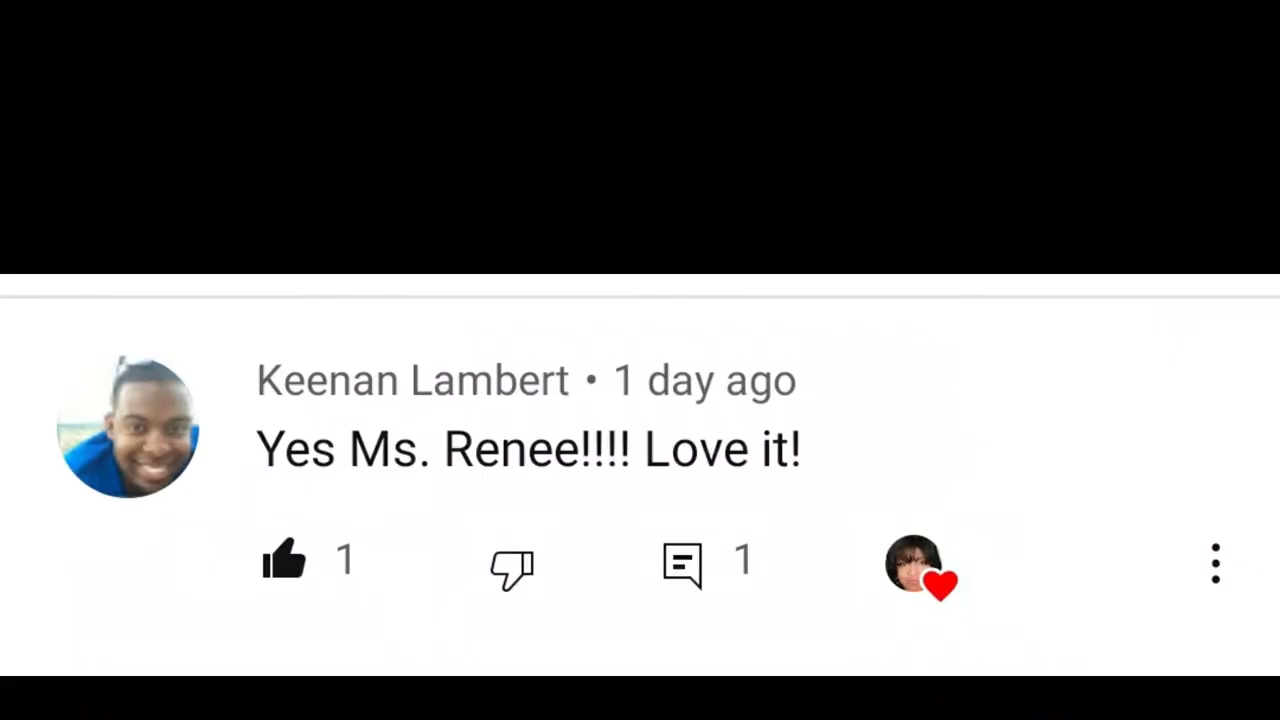 Keenan Lambert • 1 day ago
Yes Ms. Renee!!!! Love it!
1 1